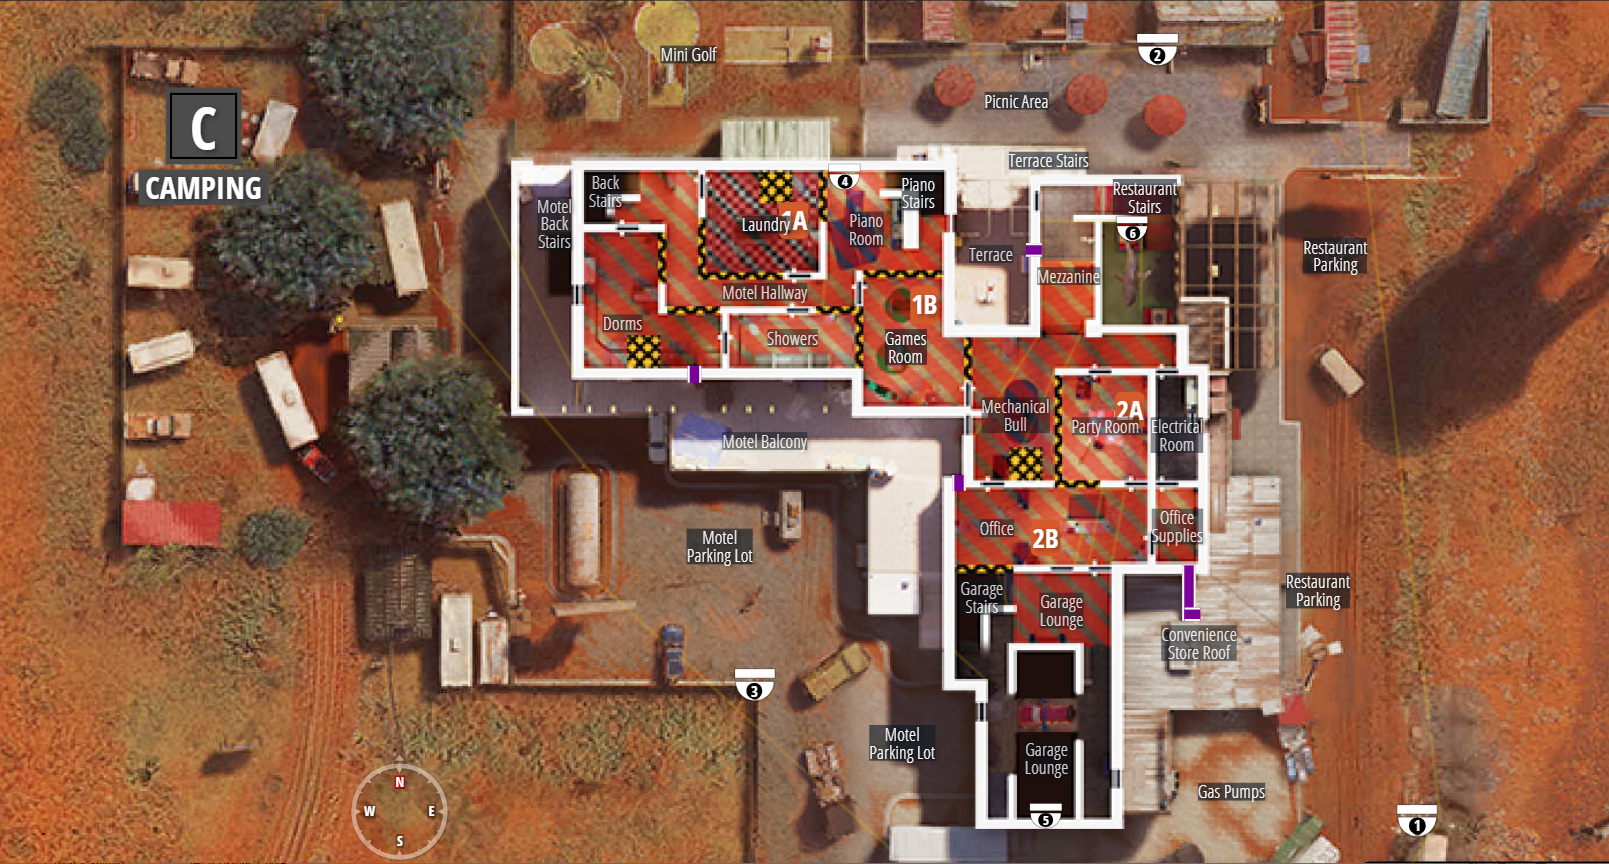 Mini Golf
2
Picnic Area
C
CAMPING
Terrace Stairs
4
Back
Stairs
Piano
Stairs
Restaurant
Stairs
Motel
Back
Stairs
Laundry
1A
Piano
Room
6
Terrace
Restaurant
Parking
Mezzanine
Motel Hallway
1B
Dorms
Showers
Games
Room
Mechanical
Bull
2A
Party Room
Electrical
Room
Motel Balcony
Office
2B
Office
Supplies
Motel
Parking Lot
Garage
Stairs
Garage
Lounge
Restaurant
Parking
Convenience
Store Roof
3
Motel
Parking Lot
Garage
Lounge
Gas Pumps
5
1
N
W
E
S